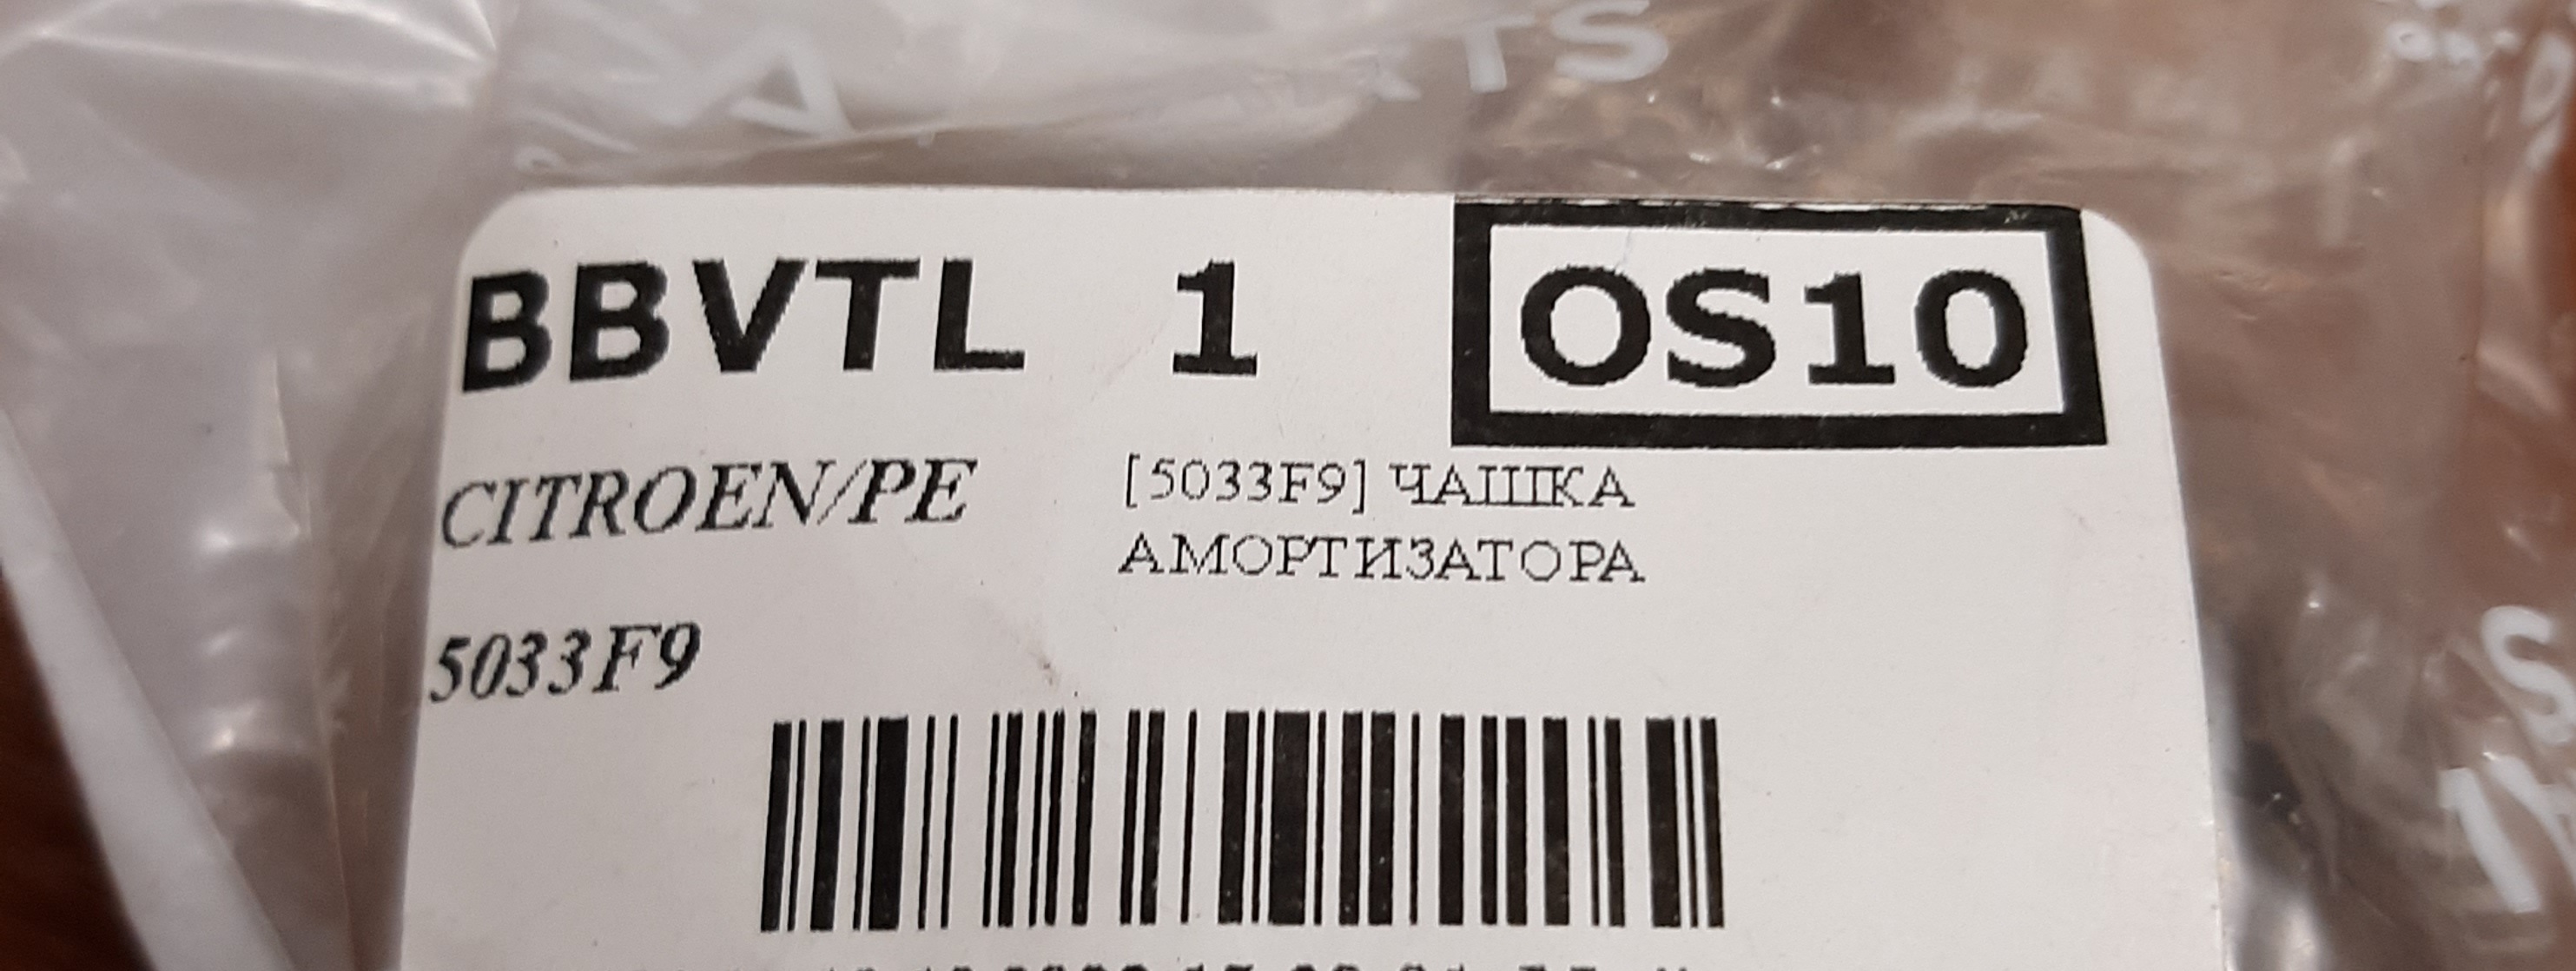 BBVTL 1 OS10
CITROEN/PE
[5033F9] ЧАШКА
АМОРТИЗАТОРА
5033F9